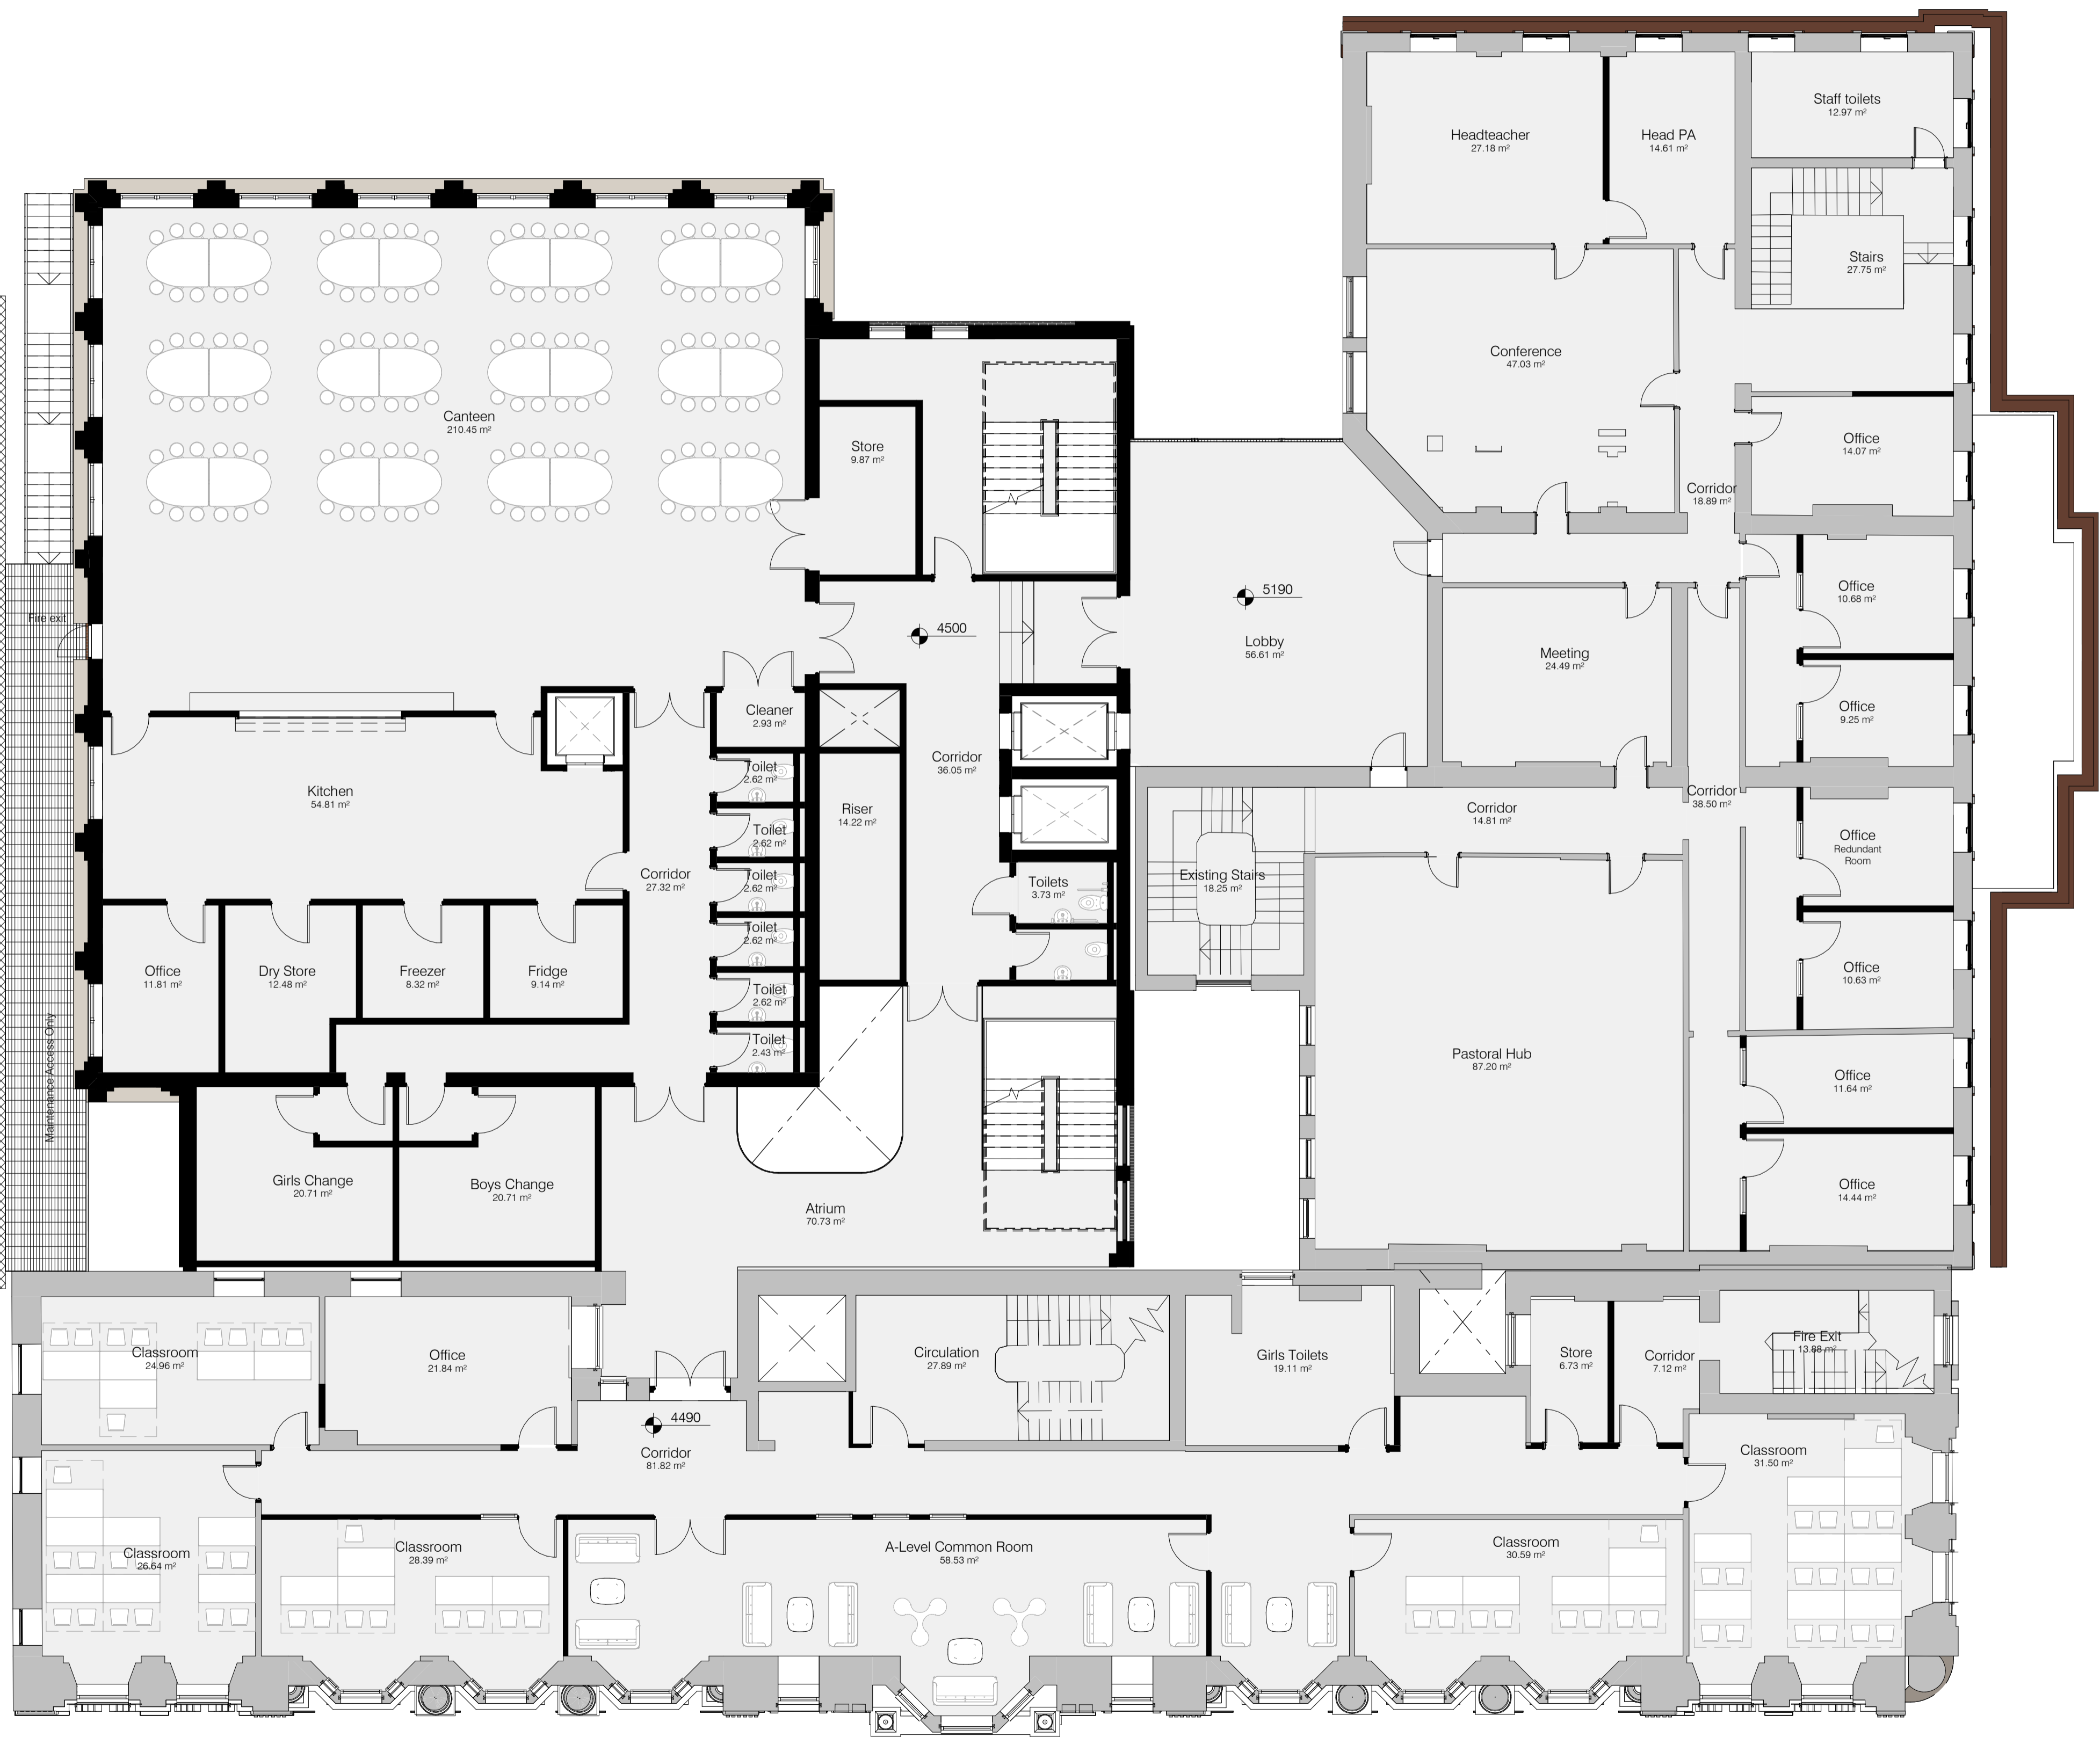 Staff toilets
12.97 m²
Headteacher
27.18 m²
Head PA
14.61 m²
Stairs
27.75 m²
Conference
47.03 m²
Canteen
210.45 m²
Store
9.87 m²
Office
14.07 m²
Corridor
18.89 m²
Fire exit
4500
5190
Lobby
56.61 m²
Office
10.68 m²
Meeting
24.49 m²
Office
9.25 m²
Cleaner
2.93 m²
Corridor
36.05 m²
Kitchen
54.81 m²
Toilet
2.62 m²
Riser
14.22 m²
Corridor
14.81 m²
Corridor
38.50 m²
Toilet
2.62 m²
Office
Redundant
Room
Corridor
27.32 m²
Toilet
2.62 m²
Toilets
3.73 m²
Existing Stairs
18.25 m²
Toilet
2.62 m²
Office
11.81 m²
Dry Store
12.48 m²
Freezer
8.32 m²
Fridge
9.14 m²
Office
10.63 m²
Toilet
2.62 m²
Toilet
2.43 m²
Maintenance Access Only
Pastoral Hub
87.20 m²
Office
11.64 m²
Girls Change
20.71 m²
Boys Change
20.71 m²
Atrium
70.73 m²
Office
14.44 m²
Classroom
24.96 m²
Office
21.84 m²
Circulation
27.89 m²
Girls Toilets
19.11 m²
Store
6.73 m²
Corridor
7.12 m²
Fire Exit
13.88 m²
4490
Corridor
81.82 m²
Classroom
31.50 m²
Classroom
26.64 m²
Classroom
28.39 m²
A-Level Common Room
58.53 m²
Classroom
30.59 m²